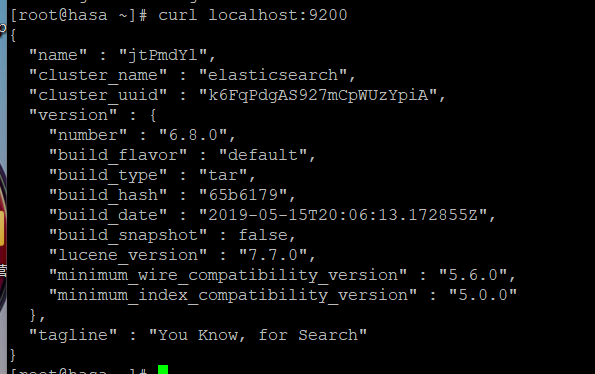 [root@hasa ~]# curl localhost:9200
{
  "name" : "jtPmdYl",
  "cluster_name" : "elasticsearch",
  "cluster_uuid" : "k6FqPdgAS927mCpWUzYpiA",
  "version" : {
    "number" : "6.8.0",
    "build_flavor" : "default",
    "build_type" : "tar",
    "build_hash" : "65b6179",
    "build_date" : "2019-05-15T20:06:13.172855Z",
    "build_snapshot" : false,
    "lucene_version" : "7.7.0",
    "minimum_wire_compatibility_version" : "5.6.0",
    "minimum_index_compatibility_version" : "5.0.0"
  },
  "tagline" : "You Know, for Search"
}
[root@hasa ~]#